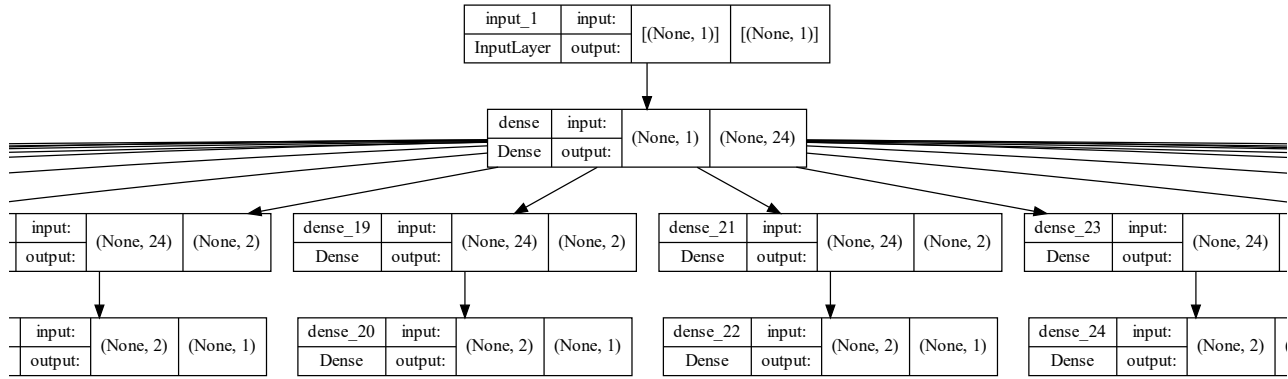 input_1 input: [(None, 1)] [(None, 1)]
InputLayer output:
dense input: (None, 1) (None, 24)
Dense output:
input: (None, 24) (None, 2)
output:
dense_19 input: (None, 24) (None, 2)
Dense output:
dense_21 input: (None, 24) (None, 2)
Dense output:
dense_23 input: (None, 24)
Dense output:
input: (None, 2) (None, 1)
output:
dense_20 input: (None, 2) (None, 1)
Dense output:
dense_22 input: (None, 2) (None, 1)
Dense output:
dense_24 input: (None, 2) (
Dense output: